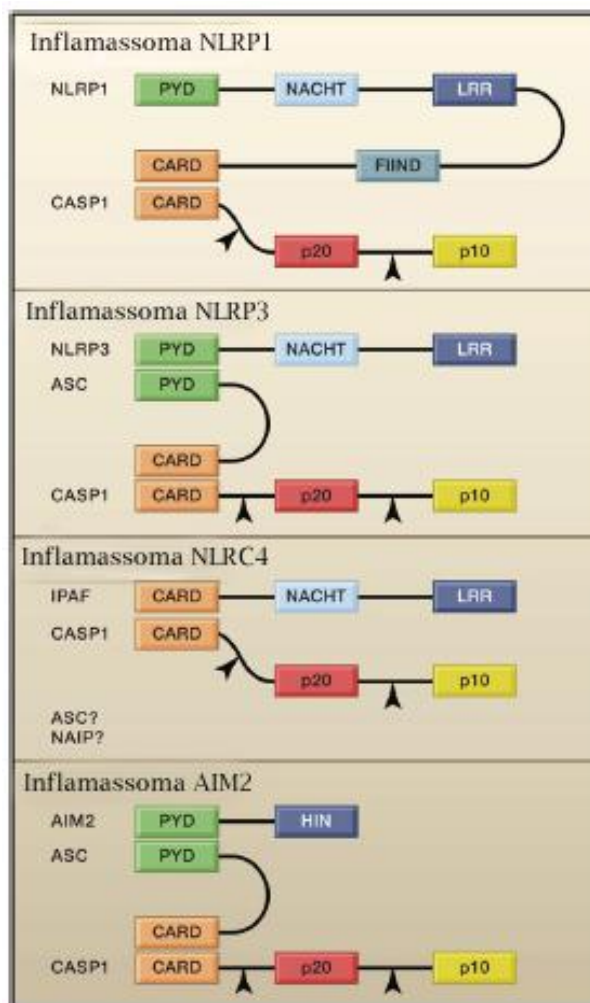 Inflamassoma NLRP1
NLRP1 PYD NACHT LRR
CARD FIIND
CASP1 CARD
p20 p10
Inflamassoma NLRP3
NLRP3 PYD NACHT LRR
ASC PYD
CARD
CASP1 CARD p20 p10
Inflamassoma NLRC4
IPAF CARD NACHT LRR
CASP1 CARD
p20 p10
ASC?
NAIP?
Inflamassoma AIM2
AIM2 PYD HIN
ASC PYD
CARD
CASP1 CARD p20 p10